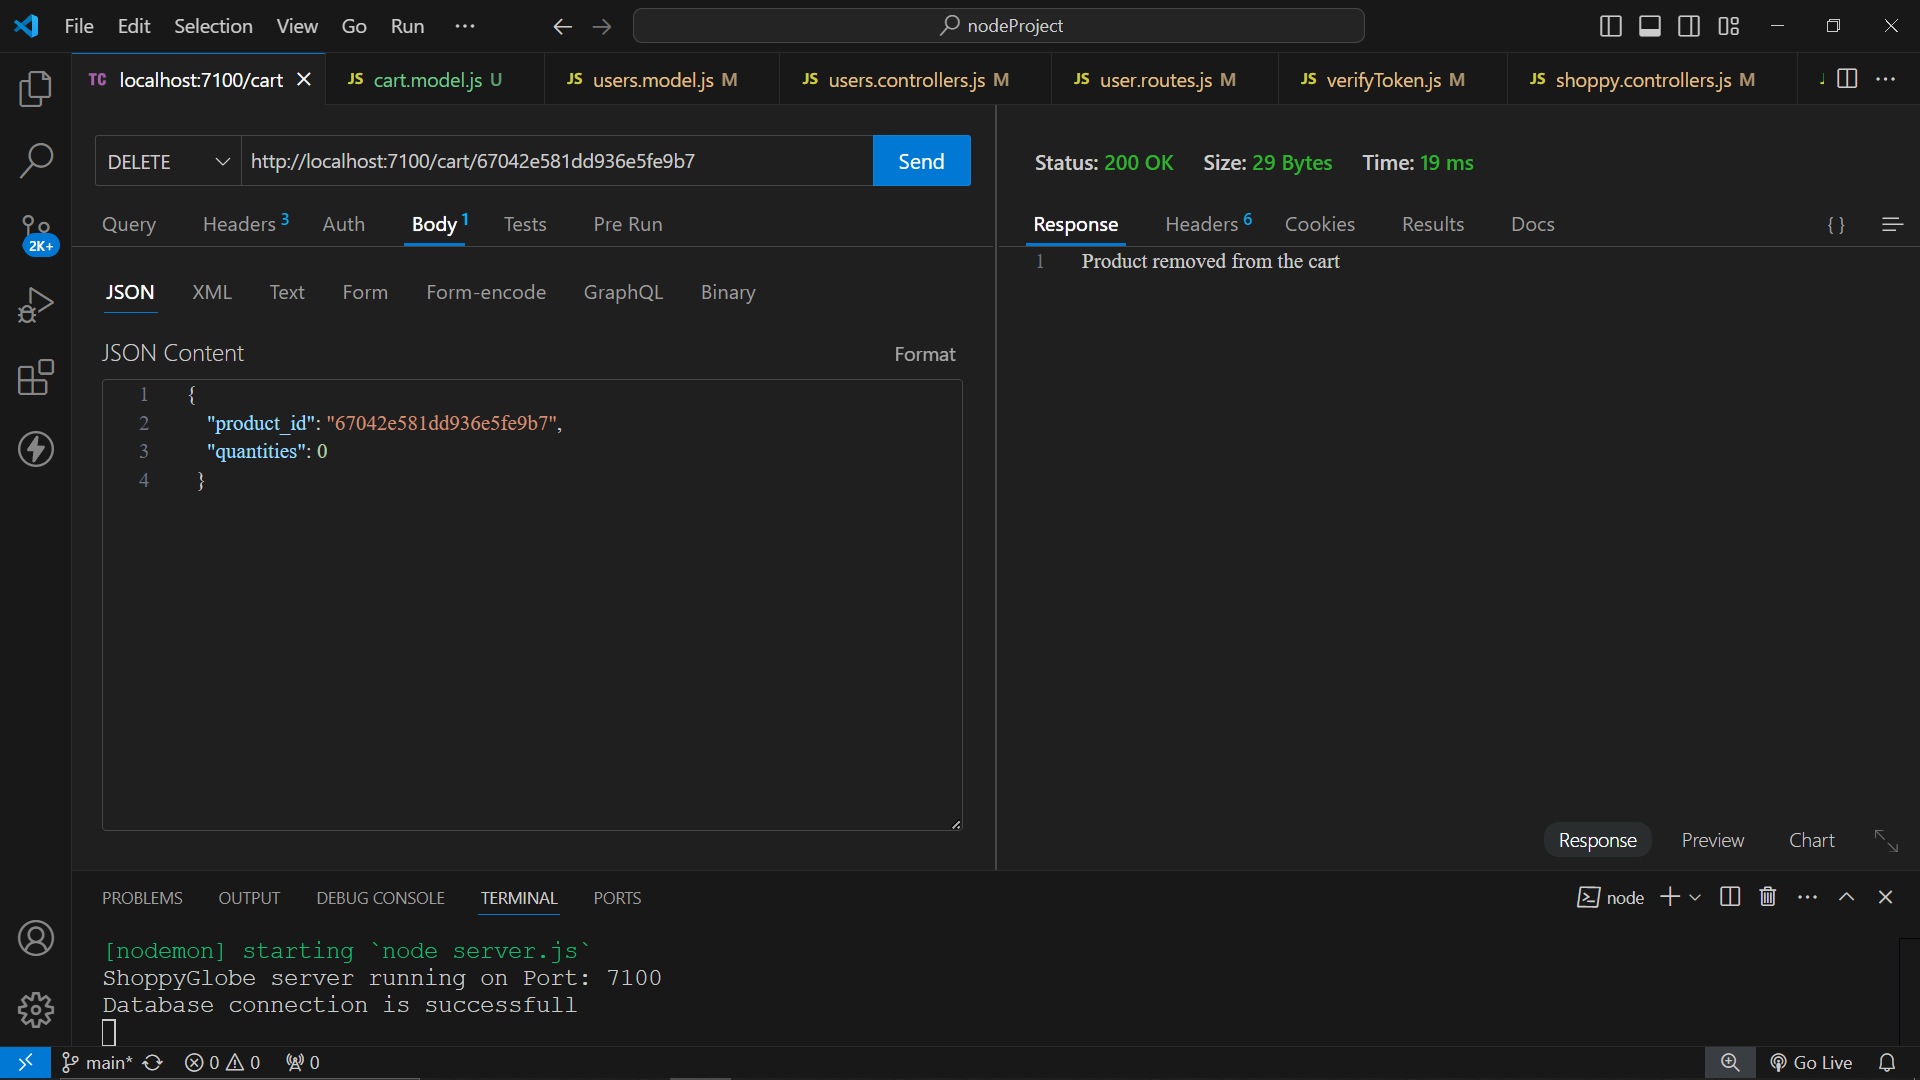 File Edit Selection View Go Run ··· nodeProject
TC localhost:7100/cart JS cart.model.js U JS users.model.js M JS users.controllers.js M JS user.routes.js M JS verifyToken.js M JS shoppy.controllers.js M
DELETE http://localhost:7100/cart/67042e581dd936e5fe9b7 Send
Status: 200 OK Size: 29 Bytes Time: 19 ms
Query Headers 3 Auth Body 1 Tests Pre Run
Response Headers 6 Cookies Results Docs { }
1 Product removed from the cart
2K+
JSON XML Text Form Form-encode GraphQL Binary
JSON Content Format
1 {
2 "product_id": "67042e581dd936e5fe9b7",
3 "quantities": 0
4 }
Response Preview Chart
PROBLEMS OUTPUT DEBUG CONSOLE TERMINAL PORTS node
[nodemon] starting `node server.js`
ShoppyGlobe server running on Port: 7100
Database connection is successfull
main* 0 0 0 Go Live